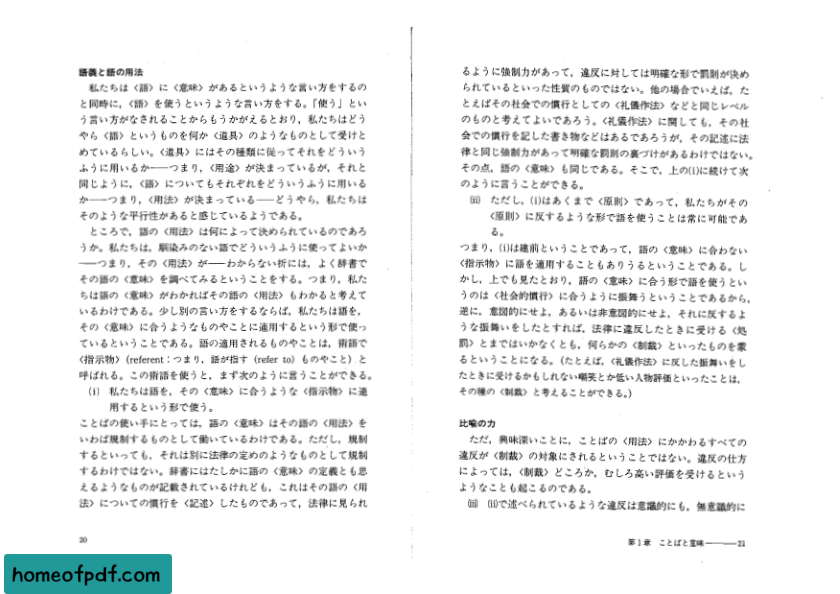 語義と語の用法
私たちは〈語〉に〈意味〉があるというような言い方をするの
と同時に，〈語〉を使うというような言い方をする。「使う」とい
う言い方がなされることからもうかがえるとおり，私たちはどう
やら〈語〉というものを何か〈道具〉のようなものとして受けと
めているらしい。〈道具〉にはその種類に従ってそれをどういう
ふうに用いるか——つまり，〈用途〉が決まっているが，それと
同じように，〈語〉についてもそれぞれをどういうふうに用いる
か——つまり，〈用法〉が決まっている——どうやら，私たちは
そのような平行性があると感じているようである。
ところで，語の〈用法〉は何によって決められているのであろ
うか。私たちは，馴染みのない語でどういうふうに使ってよいか
——つまり，その〈用法〉が——わからない折には，よく辞書で
その語の〈意味〉を調べてみるということをする。つまり，私た
ちは語の〈意味〉がわかればその語の〈用法〉もわかると考えて
いるわけである。少し別の言い方をするならば，私たちは語を，
その〈意味〉に合うようなものやことに適用するという形で使っ
ているということである。語の適用されるものやことは，術語で
〈指示物〉（referent：つまり，語が指す（refer to）ものやこと）と
呼ばれる。この術語を使うと，まず次のように言うことができる。
(i) 私たちは語を，その〈意味〉に合うような〈指示物〉に適
用するという形で使う。
ことばの使い手にとっては，語の〈意味〉はその語の〈用法〉を
いわば規制するものとして働いているわけである。ただし，規制
するといっても，それは別に法律の定めのようなものとして規制
するわけではない。辞書にはたしかに語の〈意味〉の定義とも思
えるようなものが記載されているけれども，これはその語の〈用
法〉についての慣行を〈記述〉したものであって，法律に見られ
20
るように強制力があって，違反に対しては明確な形で罰則が決め
られているといった性質のものではない。他の場合でいえば，た
とえばその社会での慣行としての〈礼儀作法〉などと同じレベル
のものと考えてよいであろう。〈礼儀作法〉に関しても，その社
会での慣行を記した書き物などはあるであろうが，その記述に法
律と同じ強制力があって明確な罰則の裏づけがあるわけではない。
その点，語の〈意味〉も同じである。そこで，上の(i)に続けて次
のように言うことができる。
(ii) ただし，(i)はあくまで〈原則〉であって，私たちがその
〈原則〉に反するような形で語を使うことは常に可能であ
る。
つまり，(i)は建前ということであって，語の〈意味〉に合わない
〈指示物〉に語を適用することもありうるということである。し
かし，上でも見たとおり，語の〈意味〉に合う形で語を使うとい
うのは〈社会的慣行〉に合うように振舞うということであるから，
逆に，意図的にせよ，あるいは非意図的にせよ，それに反するよ
うな振舞いをしたとすれば，法律に違反したときに受ける〈処
罰〉とまではいかなくとも，何らかの〈制裁〉といったものを蒙
るということになる。（たとえば，〈礼儀作法〉に反した振舞いをし
たときに受けるかもしれない嘲笑とか低い人物評価といったことは，
その種の〈制裁〉と考えることができる。）
比喩の力
ただ，興味深いことに，ことばの〈用法〉にかかわるすべての
違反が〈制裁〉の対象にされるということではない。違反の仕方
によっては，〈制裁〉どころか，むしろ高い評価を受けるという
ようなことも起こるのである。
(iii) (ii)で述べられているような違反は意識的にも，無意識的に
第1章 ことばと意味——21
homeofpdf.com